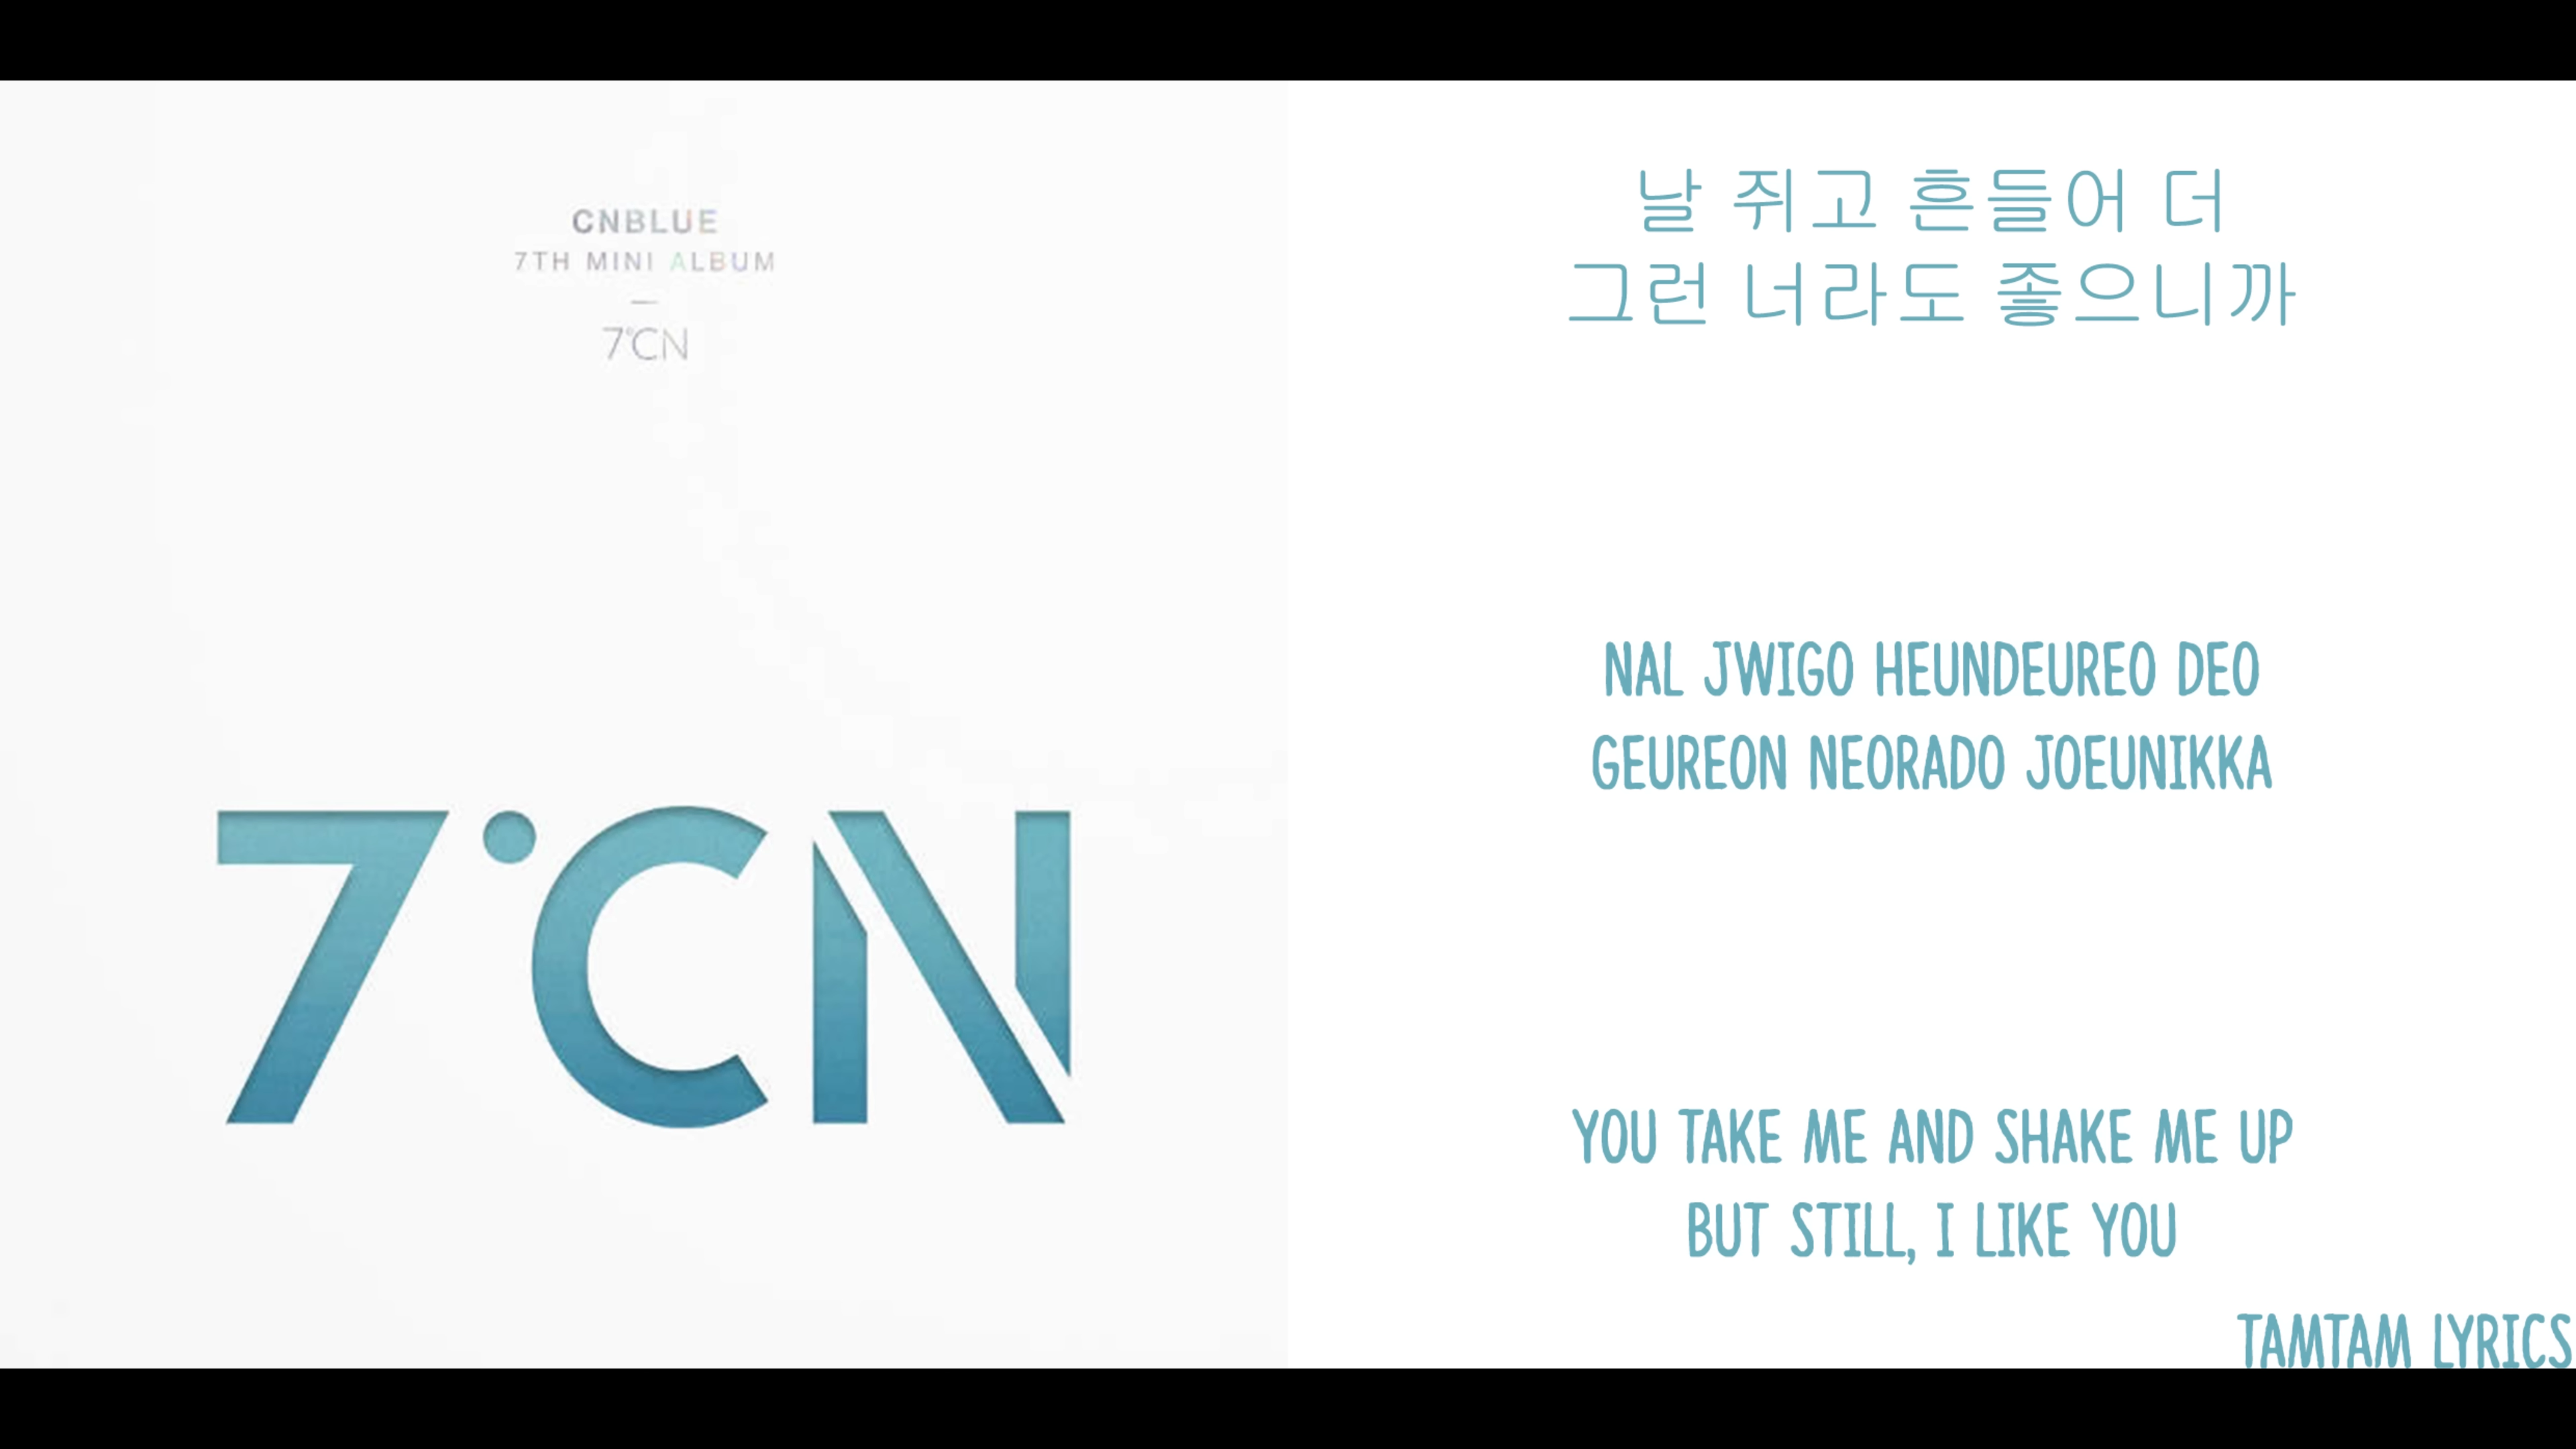 CNBLUE
7TH MINI ALBUM
—
7℃N
7℃N
날 쥐고 흔들어 더
그런 너라도 좋으니까
NAL JWIGO HEUNDEUREO DEO
GEUREON NEORADO JOEUNIKKA
YOU TAKE ME AND SHAKE ME UP
BUT STILL, I LIKE YOU
TAMTAM LYRICS